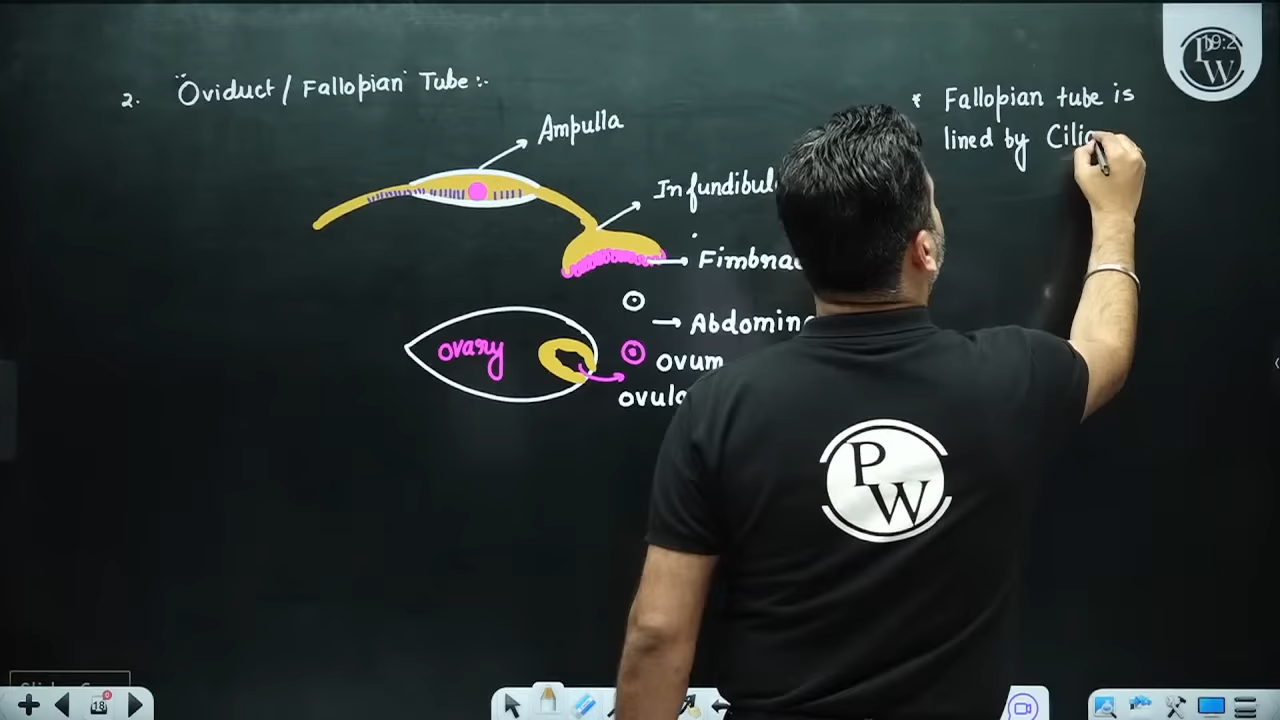 2. "Oviduct / Fallopian" Tube :-
Ampulla
Infundibul
Fimbriae
Abdomin
ovary
ovum
ovula
* Fallopian tube is
lined by Cilia
PW
PW
18